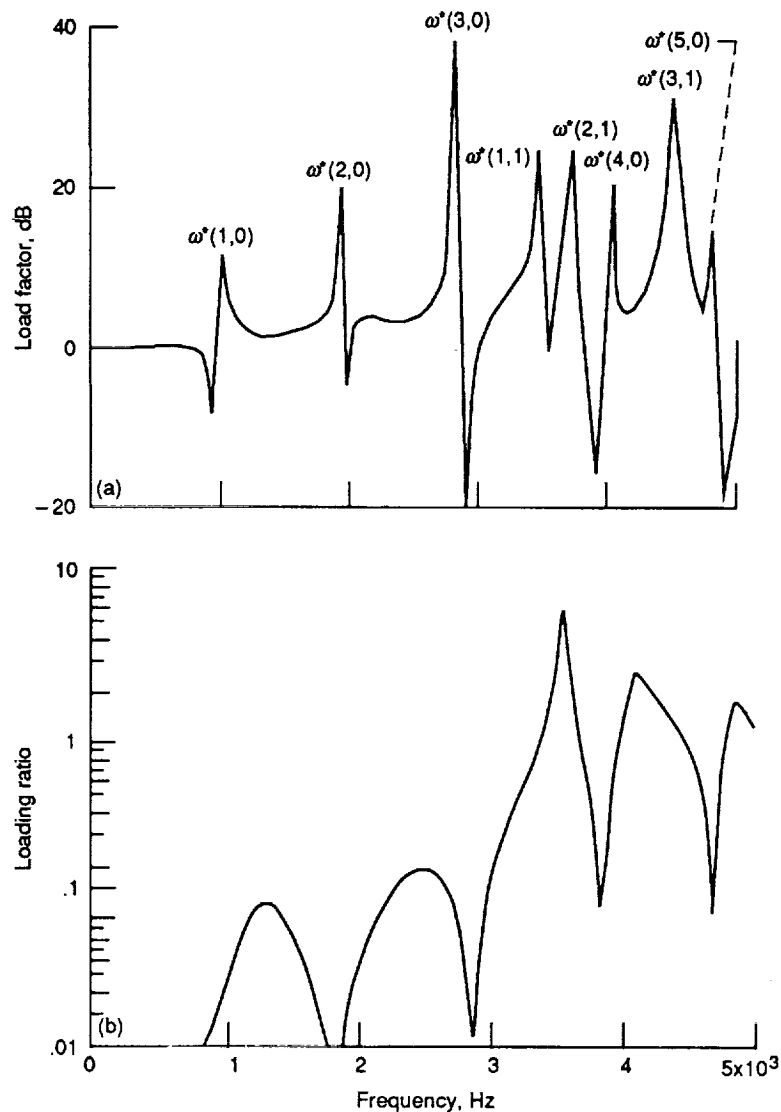 ω*(3,0)
40
ω*(5,0)
ω*(3,1)
ω*(2,1)
ω*(1,1)
ω*(4,0)
ω*(2,0)
20
ω*(1,0)
Load factor, dB
0
(a)
-20
10
1
Loading ratio
.1
(b)
.01
0 1 2 3 4 5x10³
Frequency, Hz